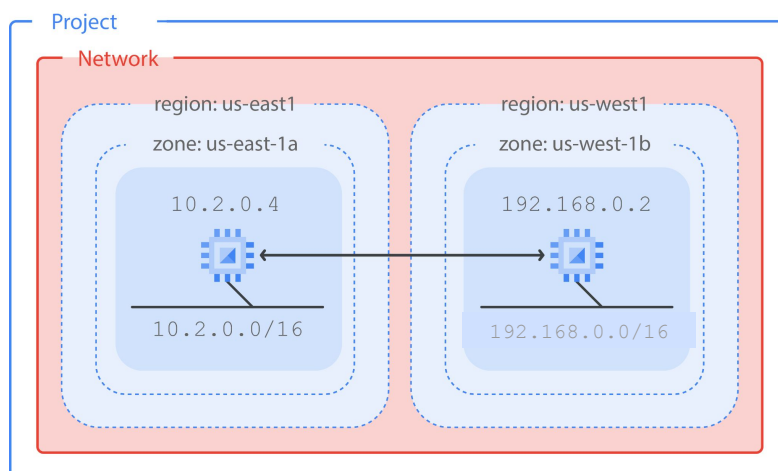 Project
Network
region: us-east1
zone: us-east-1a
10.2.0.4
10.2.0.0/16
region: us-west1
zone: us-west-1b
192.168.0.2
192.168.0.0/16